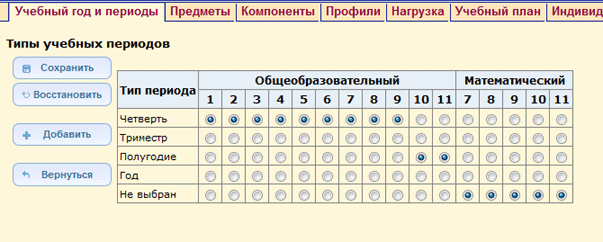 Учебный год и периоды Предметы Компоненты Профили Нагрузка Учебный план Индивид
Типы учебных периодов
Сохранить
Восстановить
Добавить
Вернуться
Тип периода Общеобразовательный Математический
1 2 3 4 5 6 7 8 9 10 11 7 8 9 10 11
Четверть
Триместр
Полугодие
Год
Не выбран